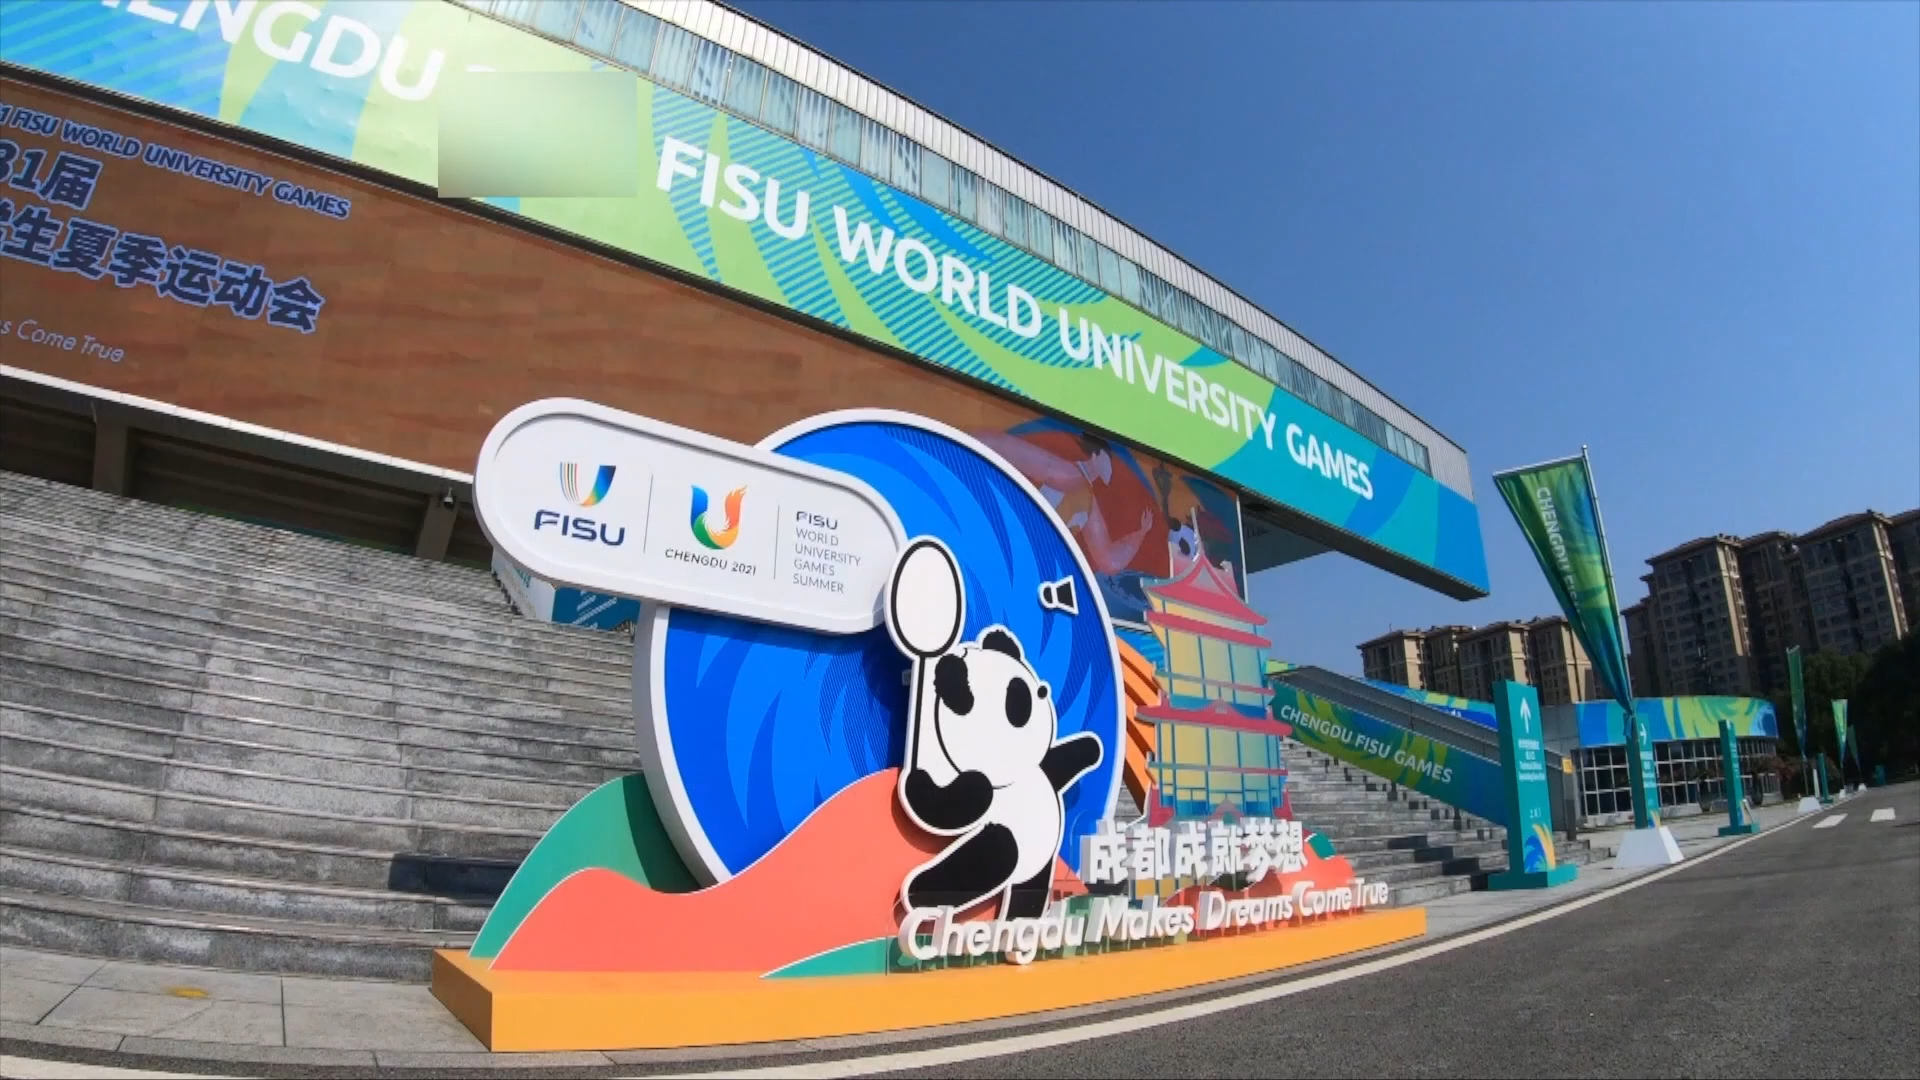 CHENGDU
FISU WORLD UNIVERSITY GAMES
FISU WORLD UNIVERSITY GAMES
31届
生夏季运动会
Come True
FISU
CHENGDU 2021
FISU
WORLD
UNIVERSITY
GAMES
SUMMER
CHENGDU FISU GAMES
CHENGDU
成都成就梦想
Chengdu Makes Dreams Come True